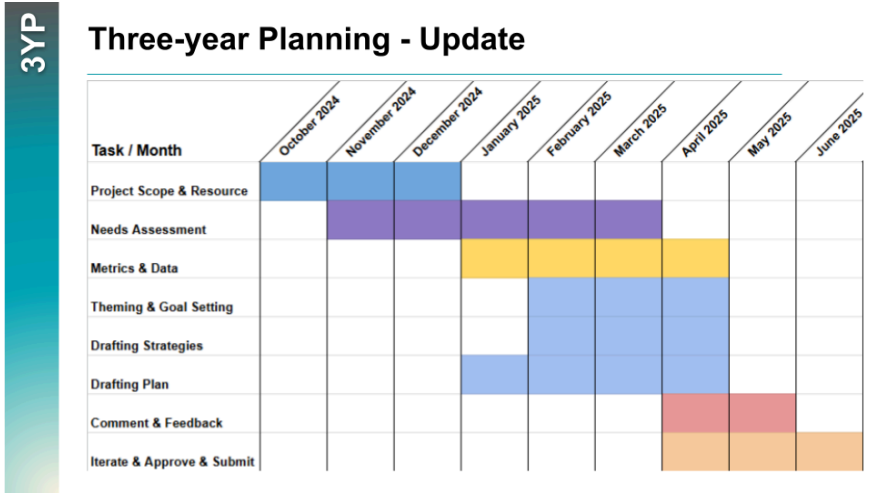 3YP
Three-year Planning - Update
Task / Month
October 2024
November 2024
December 2024
January 2025
February 2025
March 2025
April 2025
May 2025
June 2025
Project Scope & Resource
Needs Assessment
Metrics & Data
Theming & Goal Setting
Drafting Strategies
Drafting Plan
Comment & Feedback
Iterate & Approve & Submit